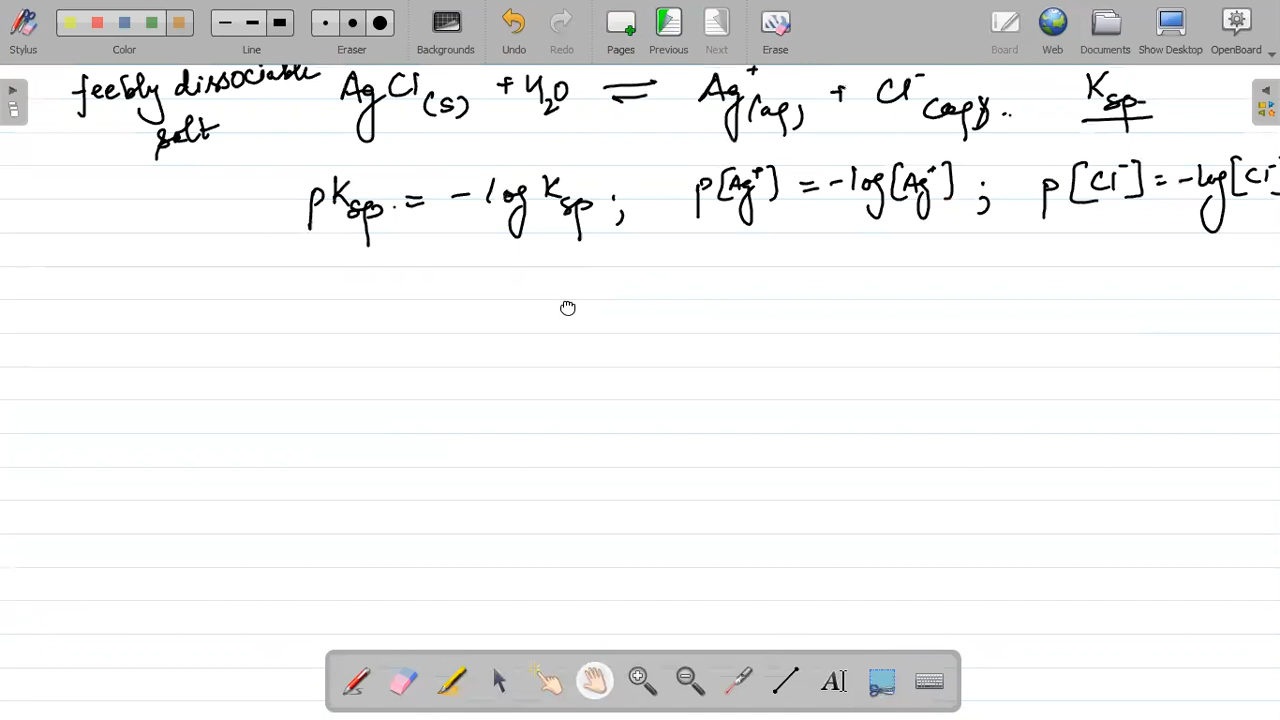 Stylus Color Line Eraser Backgrounds Undo Redo Pages Previous Next Erase Board Web Documents Show Desktop OpenBoard
feebly dissociable AgCl(s) + H₂O ⇌ Ag⁺(aq) + Cl⁻(aq).. Ksp
salt
pKsp. = -log Ksp ; p[Ag⁺] = -log[Ag⁺] ; p[Cl⁻] = -log[Cl⁻
AI